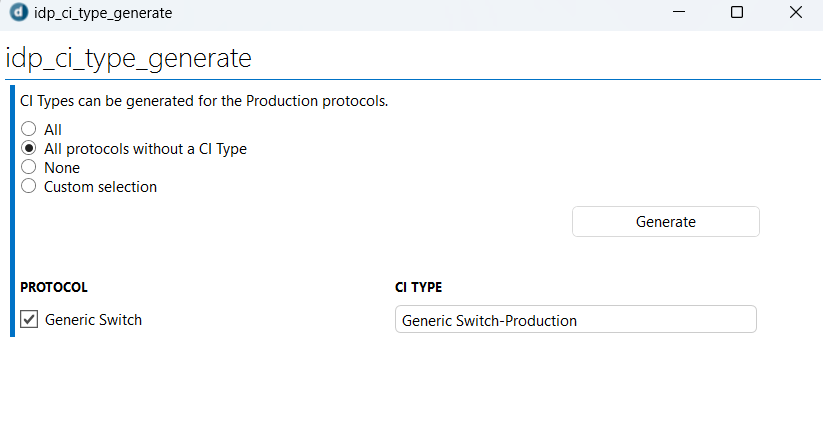 idp_ci_type_generate
idp_ci_type_generate
CI Types can be generated for the Production protocols.
All
All protocols without a CI Type
None
Custom selection
Generate
PROTOCOL CI TYPE
Generic Switch Generic Switch-Production